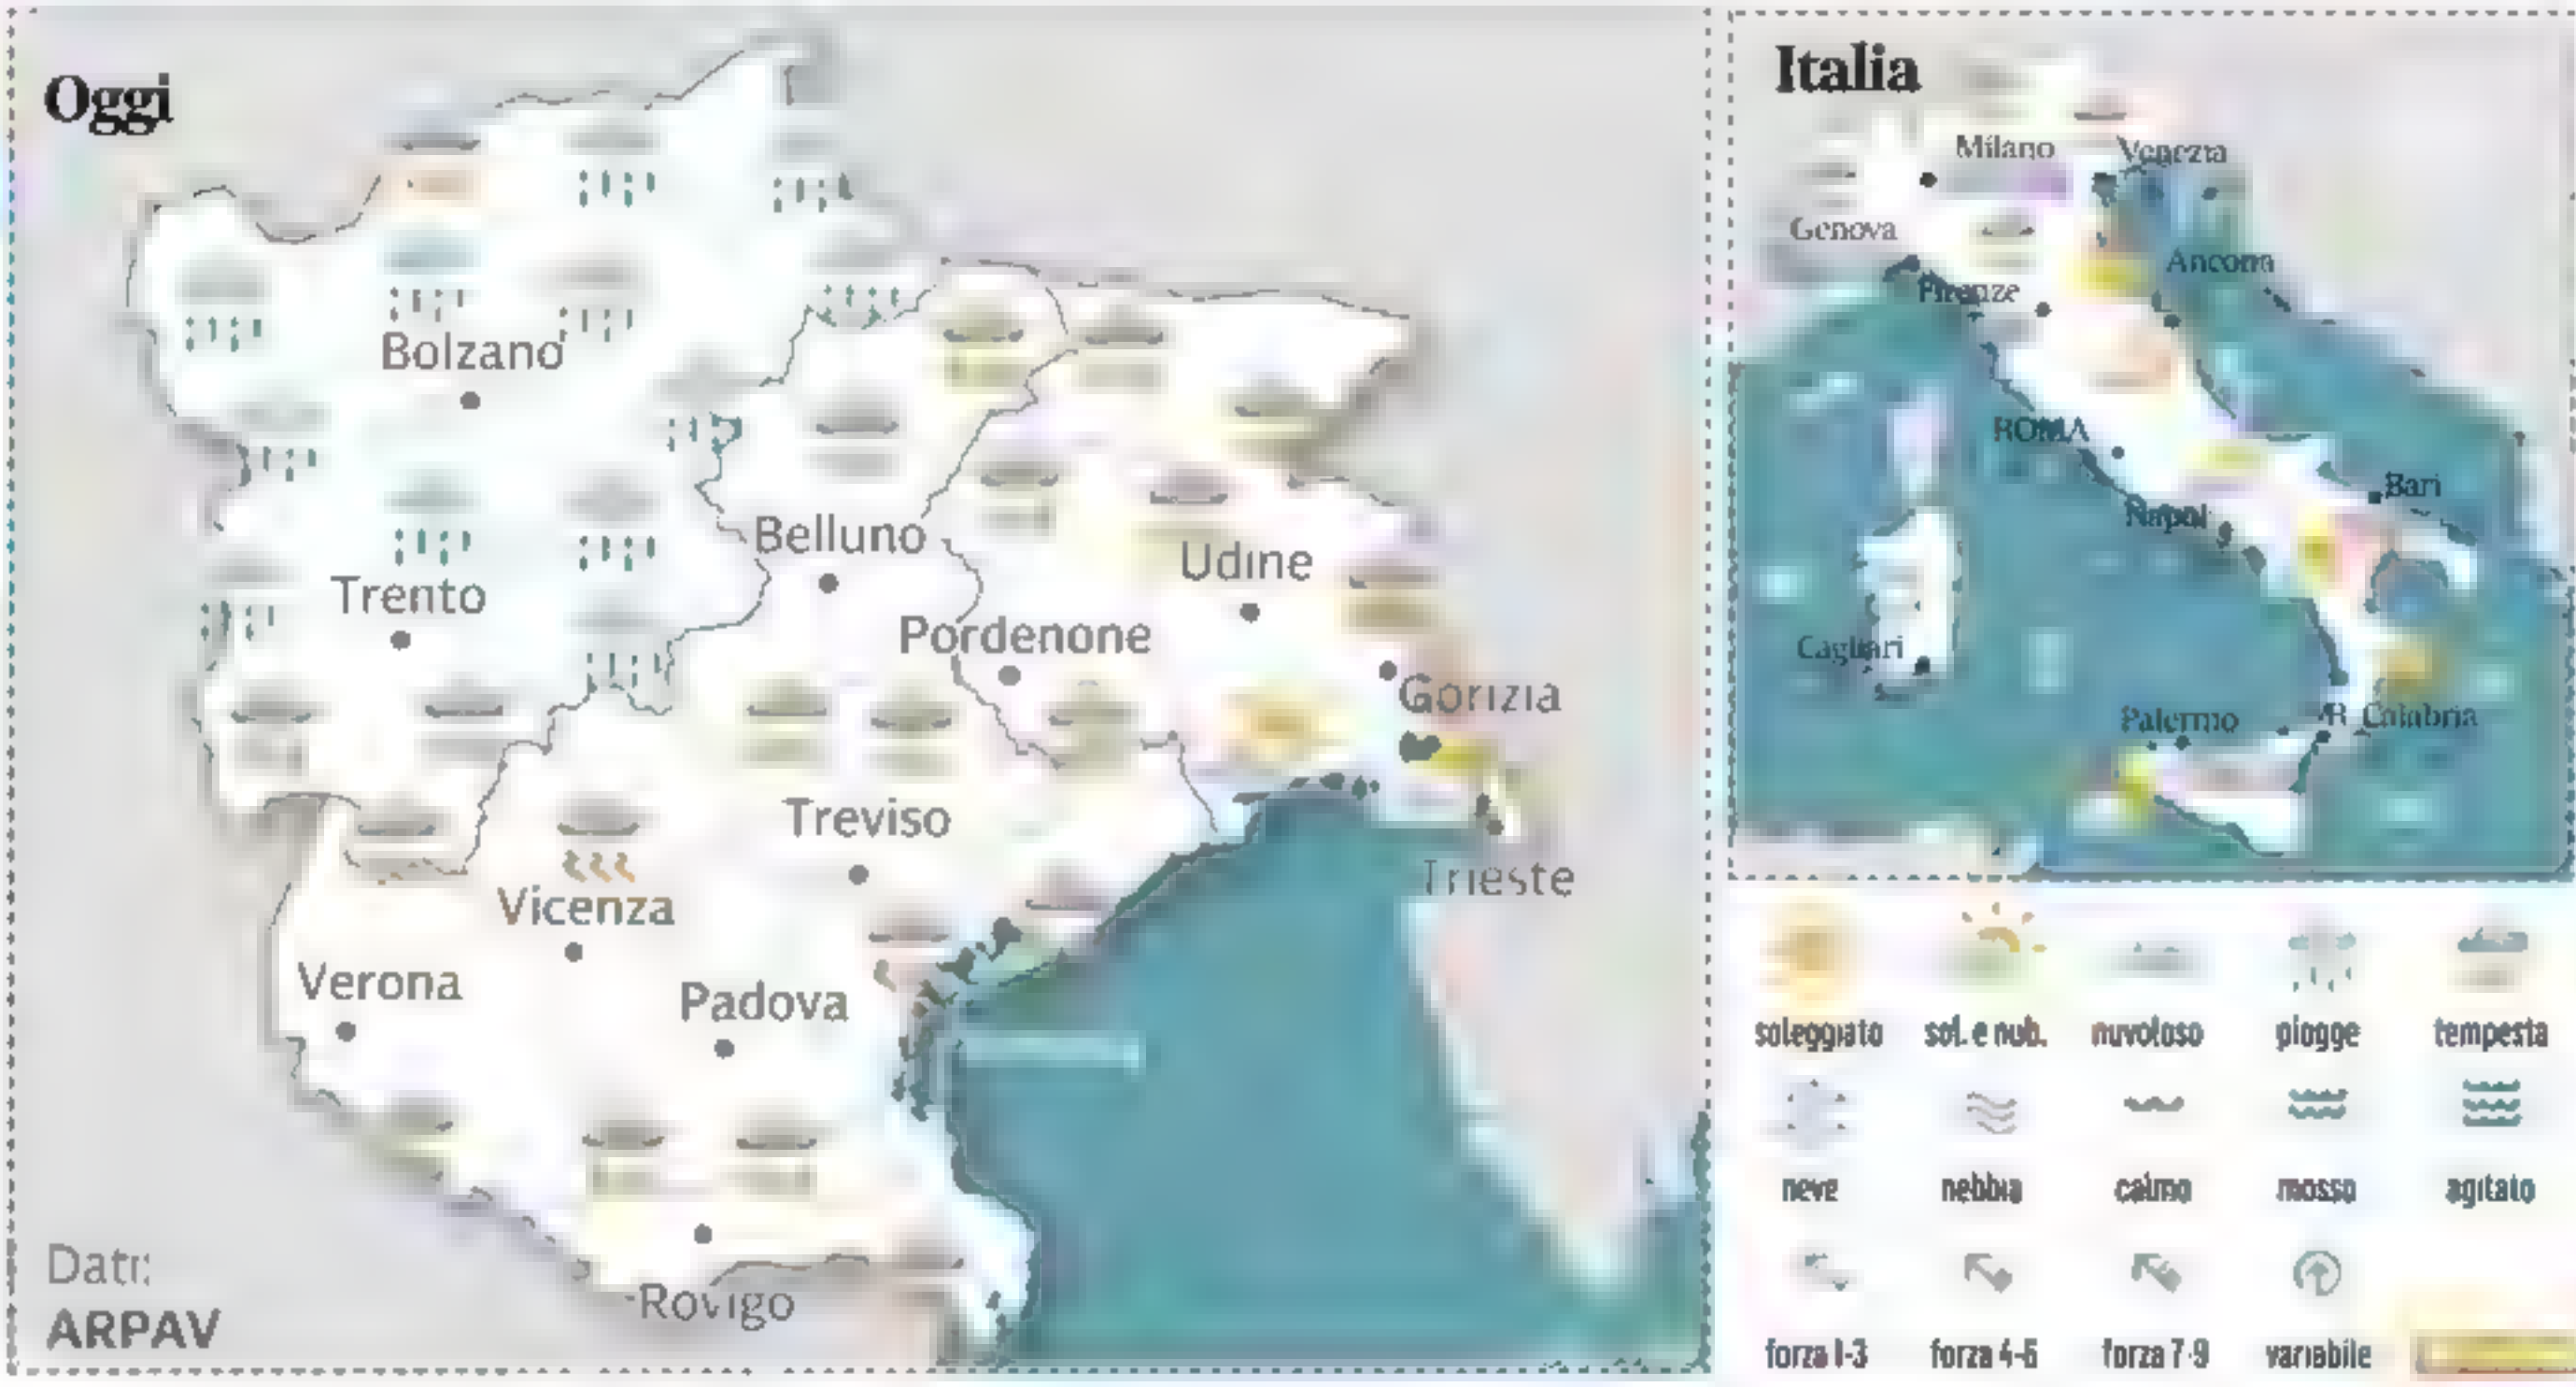 Oggi
Bolzano
Trento
Belluno
Udine
Pordenone
Gorizia
Treviso
Trieste
Vicenza
Verona
Padova
Rovigo
Dati:
ARPAV
Italia
Milano
Venezia
Genova
Ancona
Firenze
ROMA
Bari
Napoli
Cagliari
Palermo
R. Calabria
soleggiato
sol. e nub.
nuvoloso
piogge
tempesta
neve
nebbia
calmo
mosso
agitato
forza 1-3
forza 4-6
forza 7-9
variabile